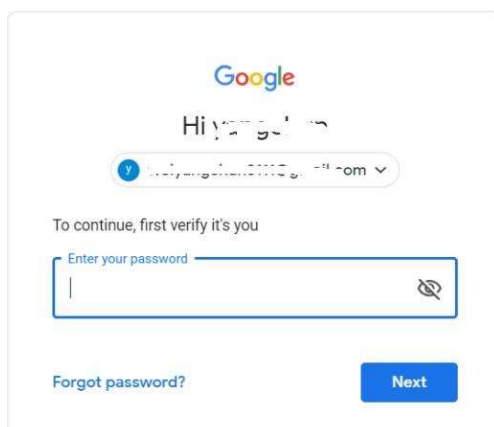 Google
Hi
y
To continue, first verify it's you
Enter your password
Forgot password?
Next